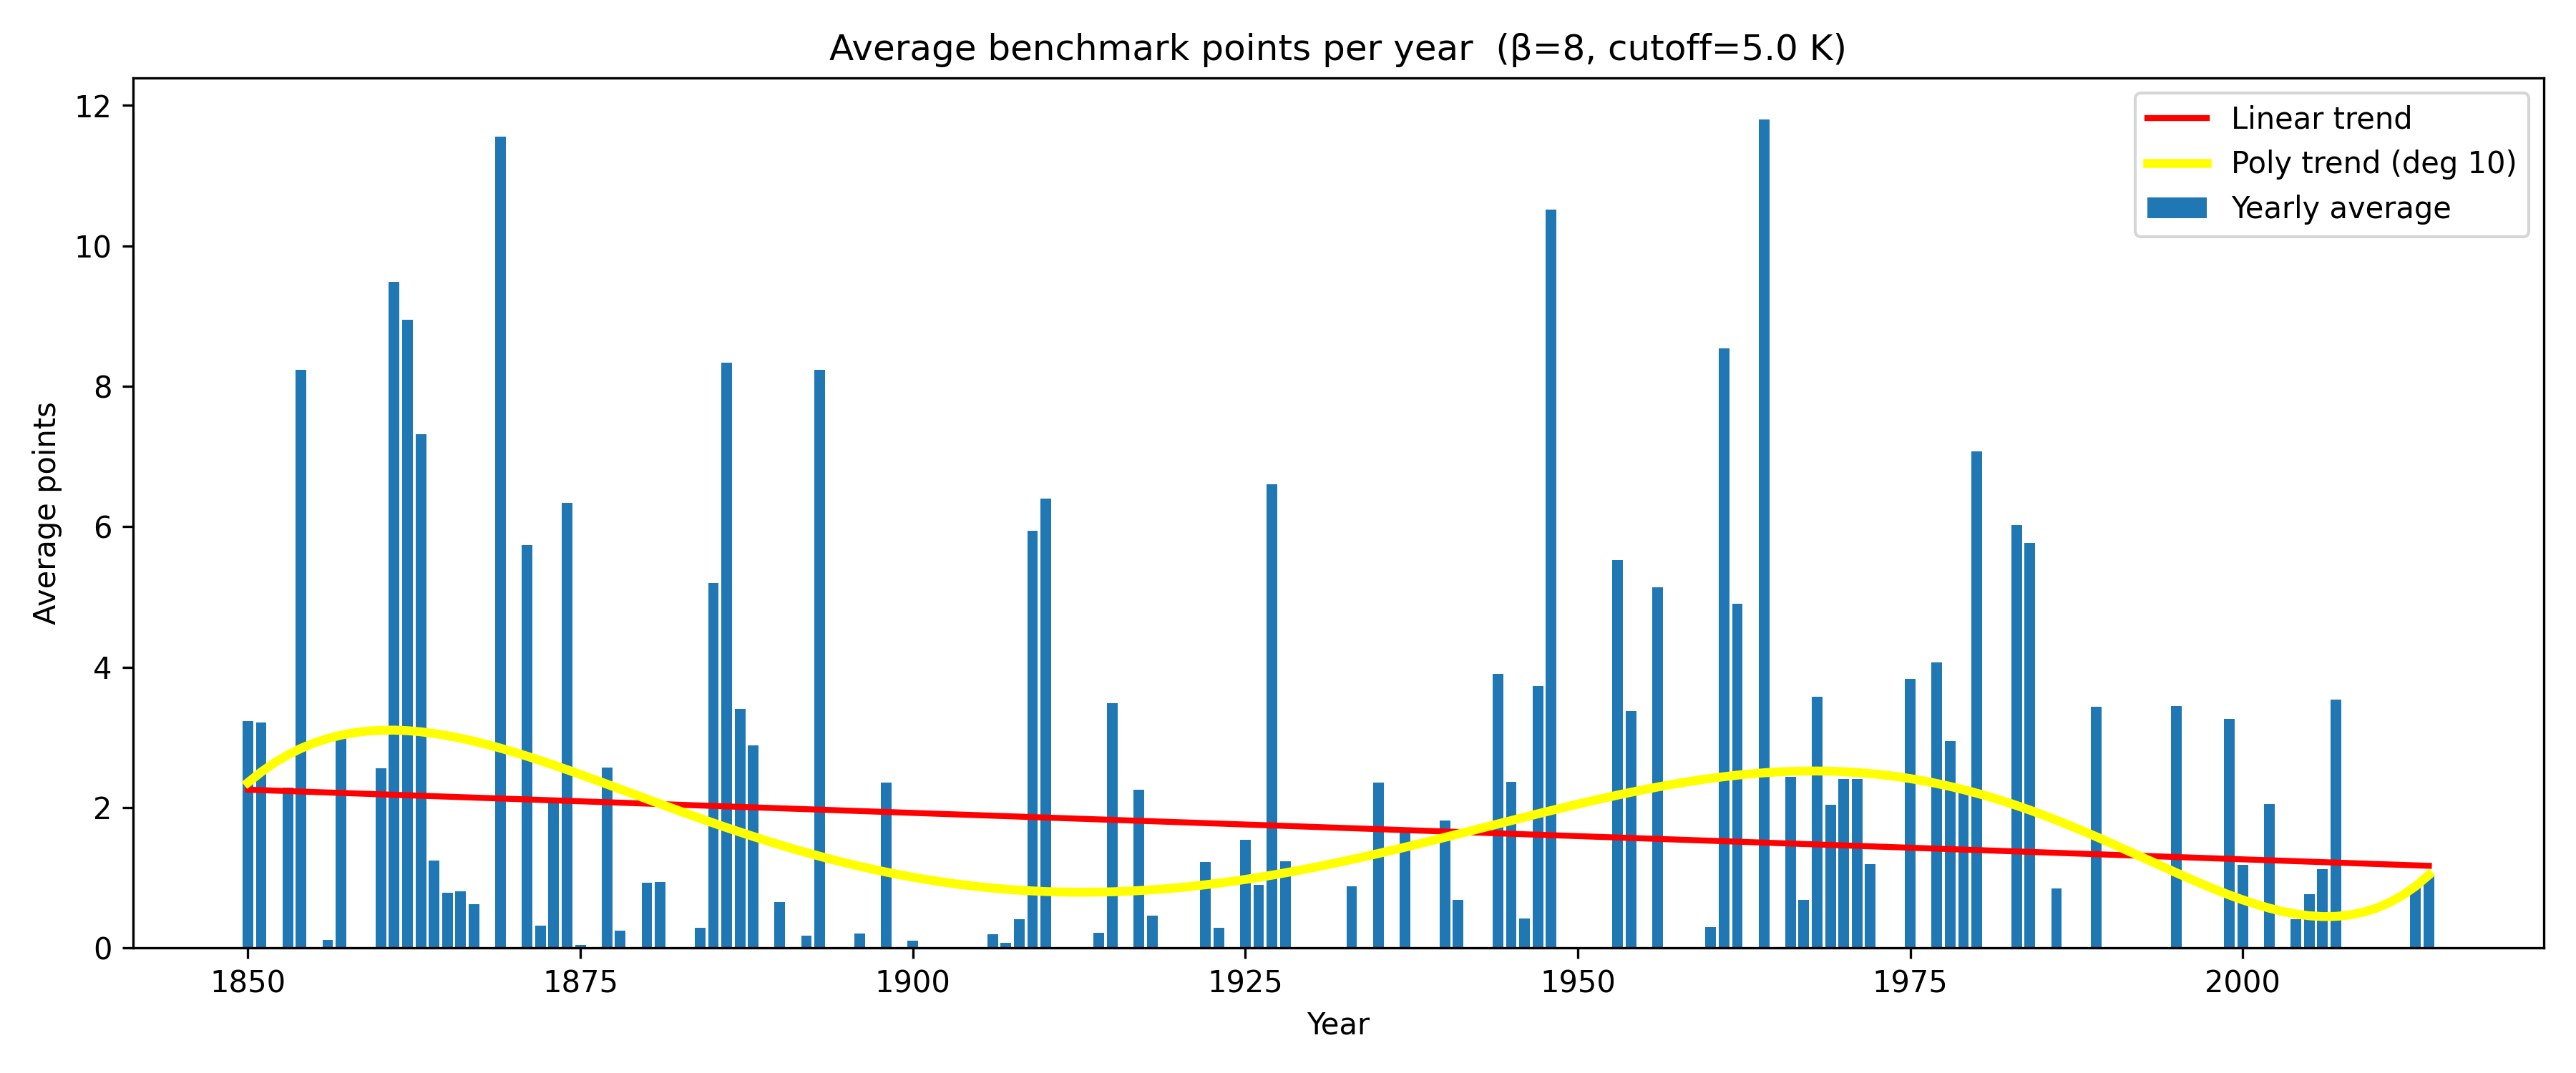 Average benchmark points per year  (β=8, cutoff=5.0 K)
Linear trend
Poly trend (deg 10)
Yearly average
Average points
12
10
8
6
4
2
0
1850 1875 1900 1925 1950 1975 2000
Year